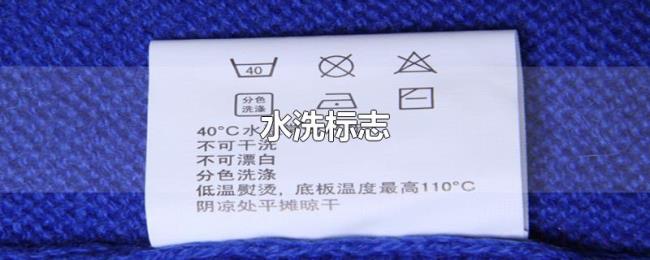 40
分色
洗涤
水洗标志
40°C水
不可干洗
不可漂白
分色洗涤
低温熨烫，底板温度最高110°C
阴凉处平摊晾干